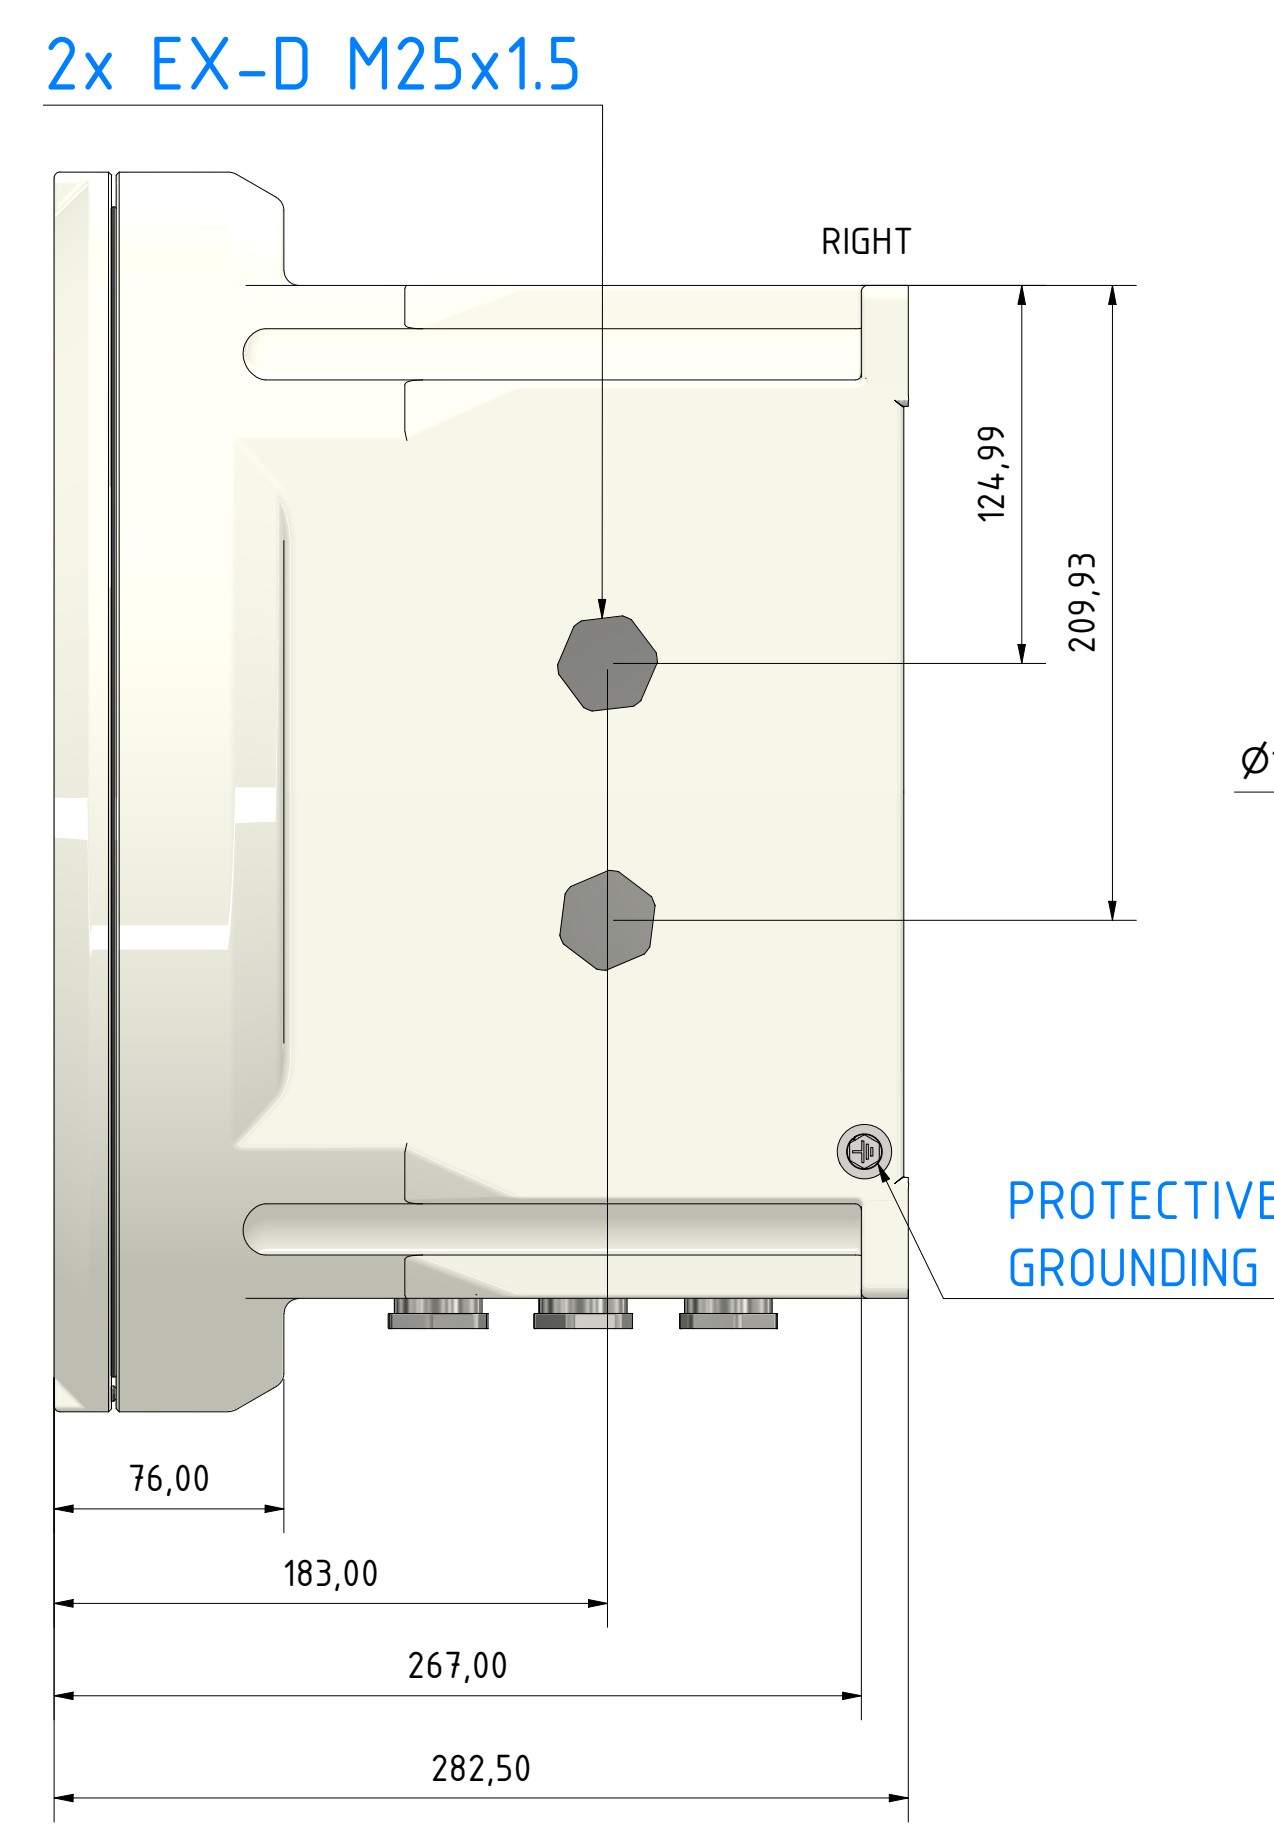 2x EX-D M25x1.5
RIGHT
124,99
209,93
PROTECTIVE
GROUNDING
76,00
183,00
267,00
282,50